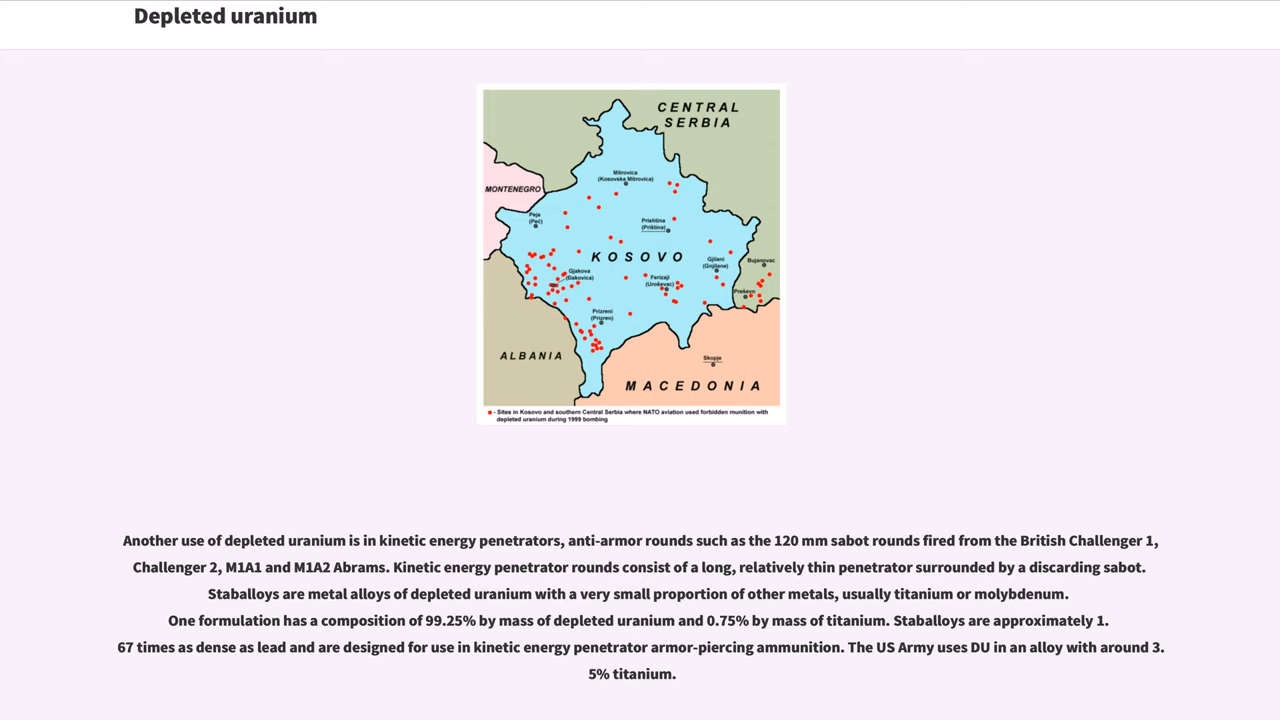 Depleted uranium
CENTRAL
SERBIA
Mitrovica
(Kosovska Mitrovica)
MONTENEGRO
Peja
(Peć)
Prishtina
(Priština)
KOSOVO
Gjilani
(Gnjilane)
Bujanovac
Gjakova
(Đakovica)
Ferizaji
(Uroševac)
Preševo
Prizreni
(Prizren)
ALBANIA
Skopje
MACEDONIA
- Sites in Kosovo and southern Central Serbia where NATO aviation used forbidden munition with
depleted uranium during 1999 bombing
Another use of depleted uranium is in kinetic energy penetrators, anti-armor rounds such as the 120 mm sabot rounds fired from the British Challenger 1,
Challenger 2, M1A1 and M1A2 Abrams. Kinetic energy penetrator rounds consist of a long, relatively thin penetrator surrounded by a discarding sabot.
Staballoys are metal alloys of depleted uranium with a very small proportion of other metals, usually titanium or molybdenum.
One formulation has a composition of 99.25% by mass of depleted uranium and 0.75% by mass of titanium. Staballoys are approximately 1.
67 times as dense as lead and are designed for use in kinetic energy penetrator armor-piercing ammunition. The US Army uses DU in an alloy with around 3.
5% titanium.